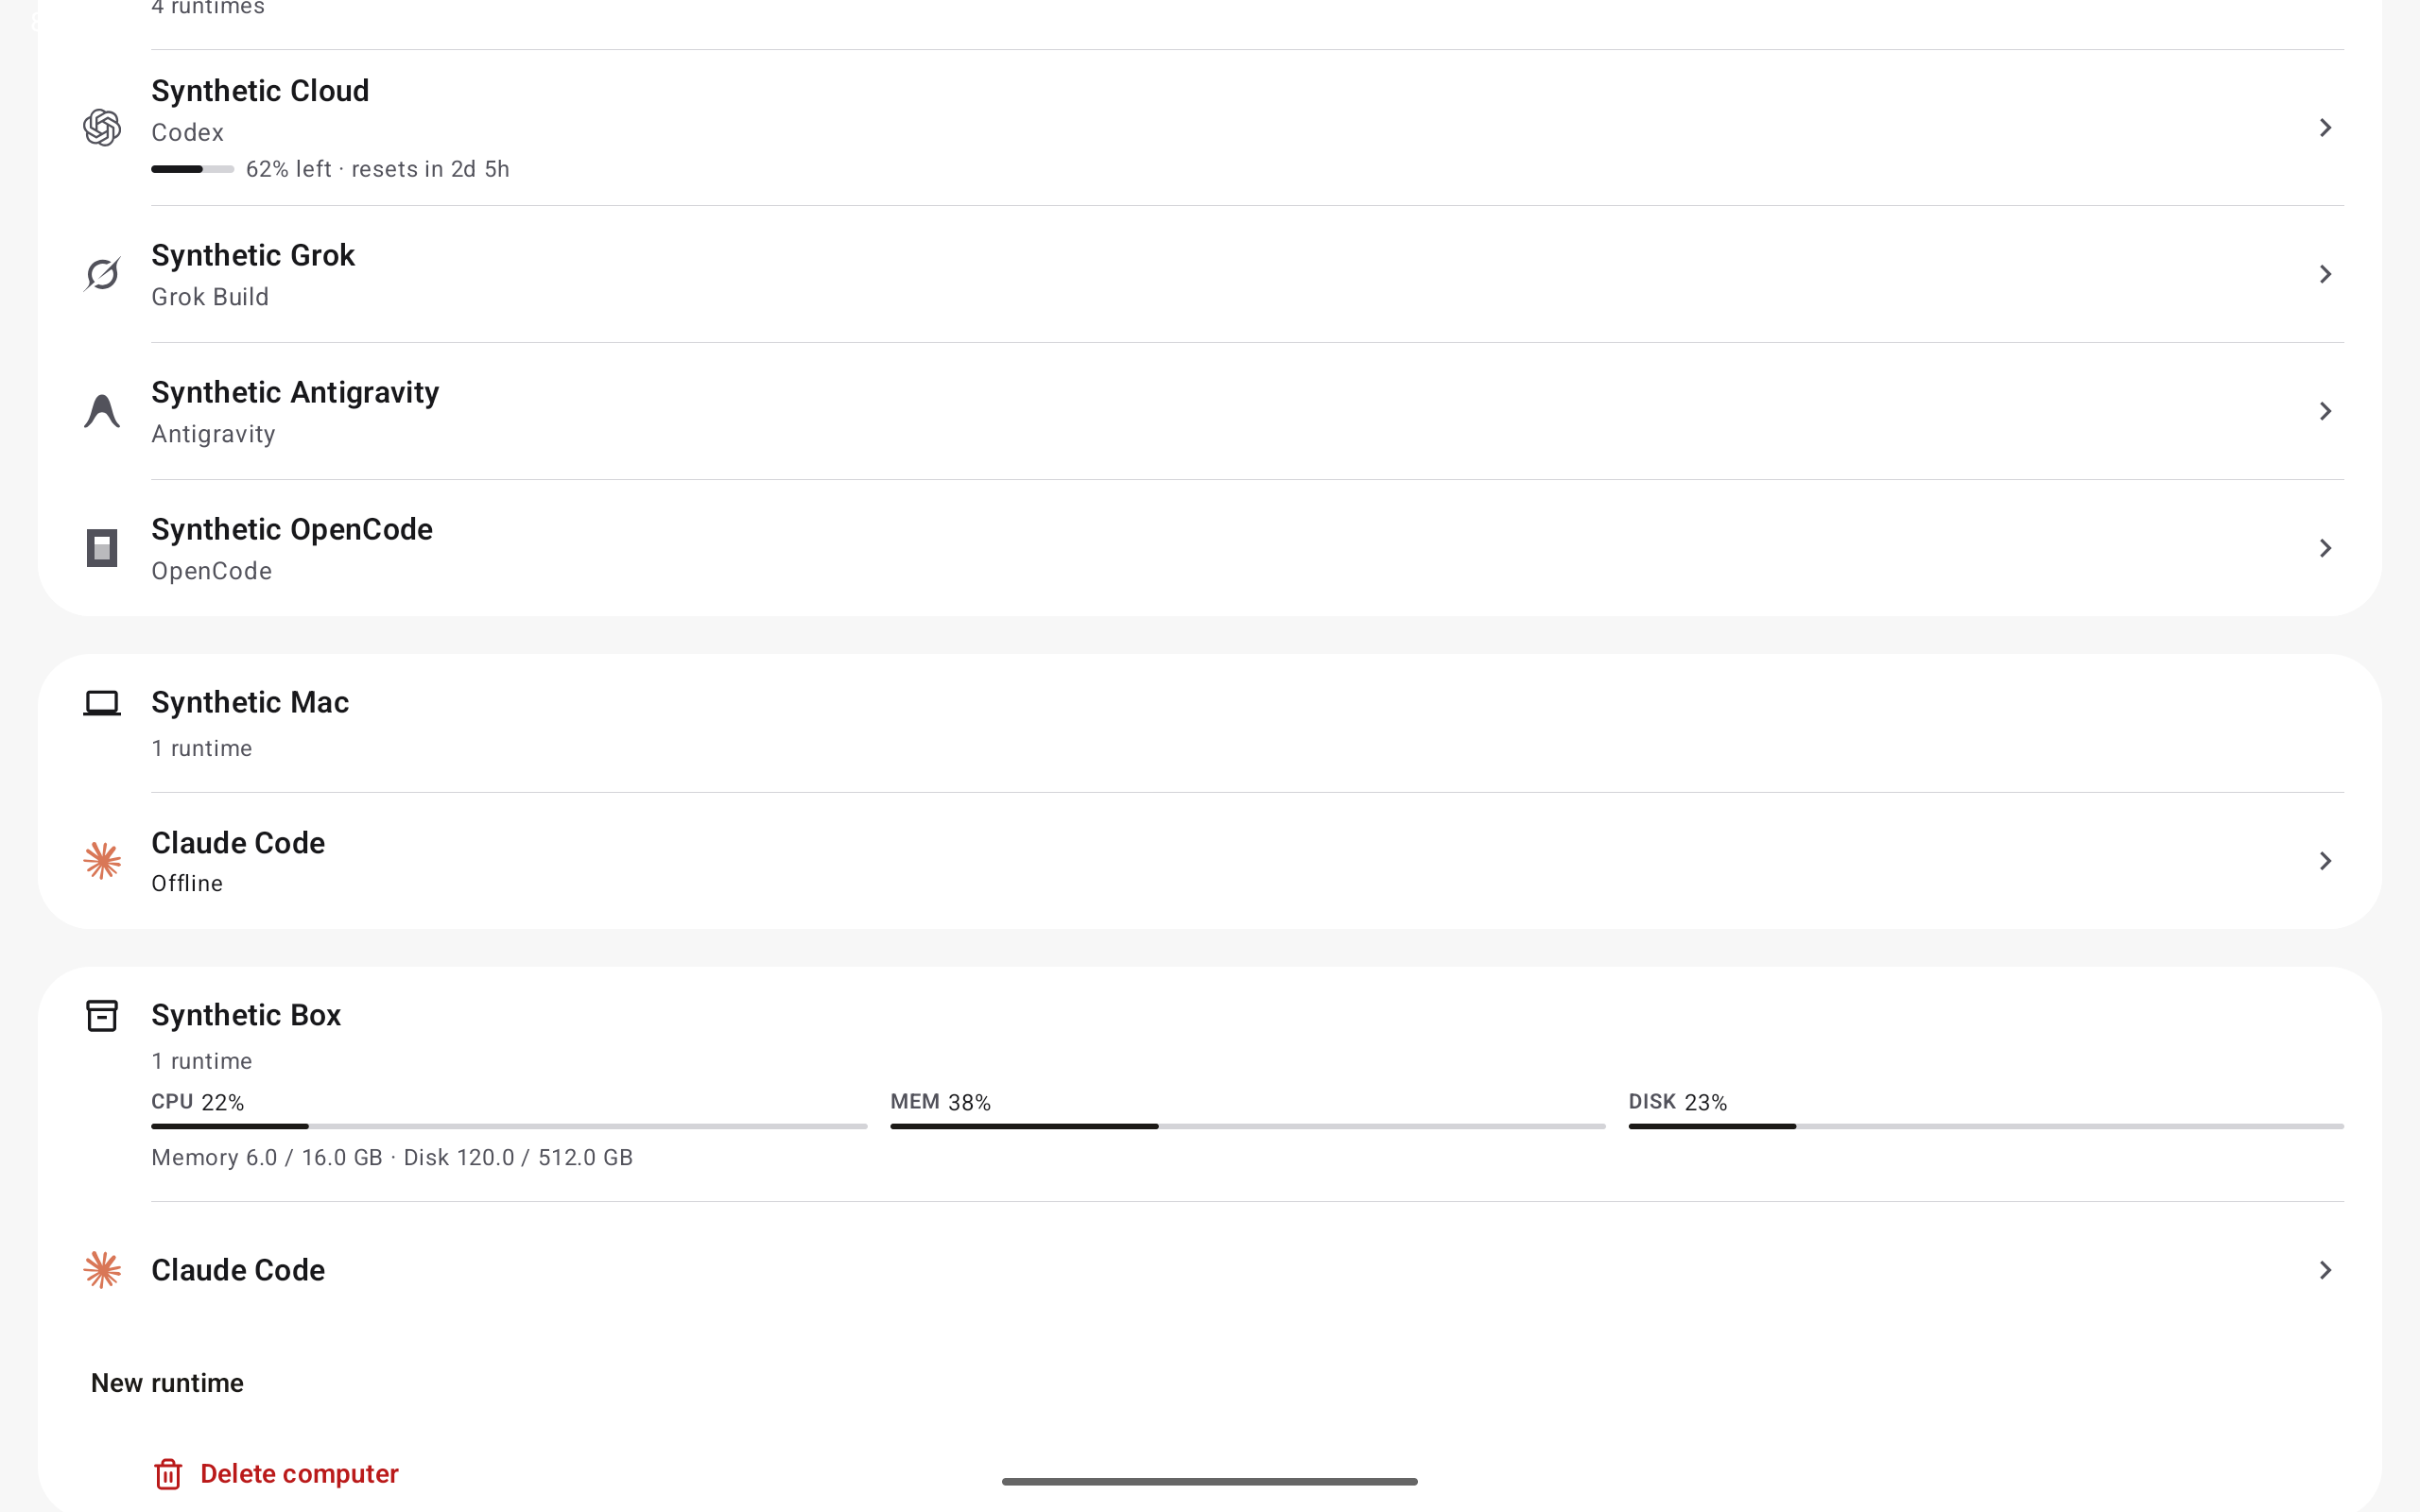 4 runtimes
Synthetic Cloud
Codex
62% left · resets in 2d 5h
Synthetic Grok
Grok Build
Synthetic Antigravity
Antigravity
Synthetic OpenCode
OpenCode
Synthetic Mac
1 runtime
Claude Code
Offline
Synthetic Box
1 runtime
CPU 22% MEM 38% DISK 23%
Memory 6.0 / 16.0 GB · Disk 120.0 / 512.0 GB
Claude Code
New runtime
Delete computer